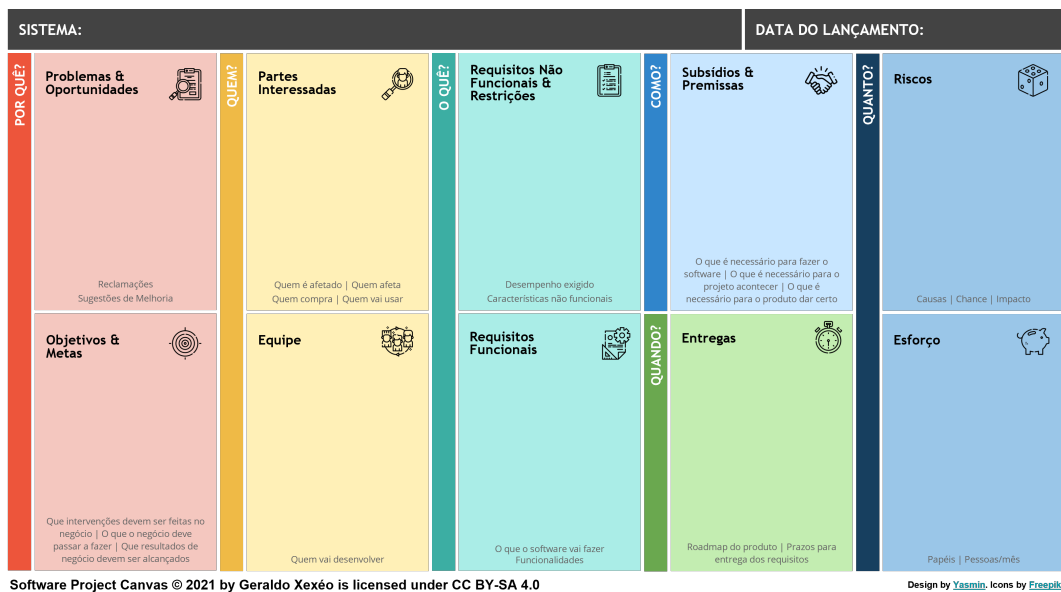 SISTEMA:
DATA DO LANÇAMENTO:
POR QUÊ?
Problemas &
Oportunidades
Reclamações
Sugestões de Melhoria
Objetivos &
Metas
Que intervenções devem ser feitas no
negócio | O que o negócio deve
passar a fazer | Que resultados de
negócio devem ser alcançados
QUEM?
Partes
Interessadas
Quem é afetado | Quem afeta
Quem compra | Quem vai usar
Equipe
Quem vai desenvolver
O QUÊ?
Requisitos Não
Funcionais &
Restrições
Desempenho exigido
Características não funcionais
Requisitos
Funcionais
O que o software vai fazer
Funcionalidades
COMO?
Subsídios &
Premissas
O que é necessário para fazer o
software | O que é necessário para o
projeto acontecer | O que é
necessário para o produto dar certo
QUANDO?
Entregas
Roadmap do produto | Prazos para
entrega dos requisitos
QUANTO?
Riscos
Causas | Chance | Impacto
Esforço
Papéis | Pessoas/mês
Software Project Canvas © 2021 by Geraldo Xexéo is licensed under CC BY-SA 4.0
Design by Yasmin. Icons by Freepik